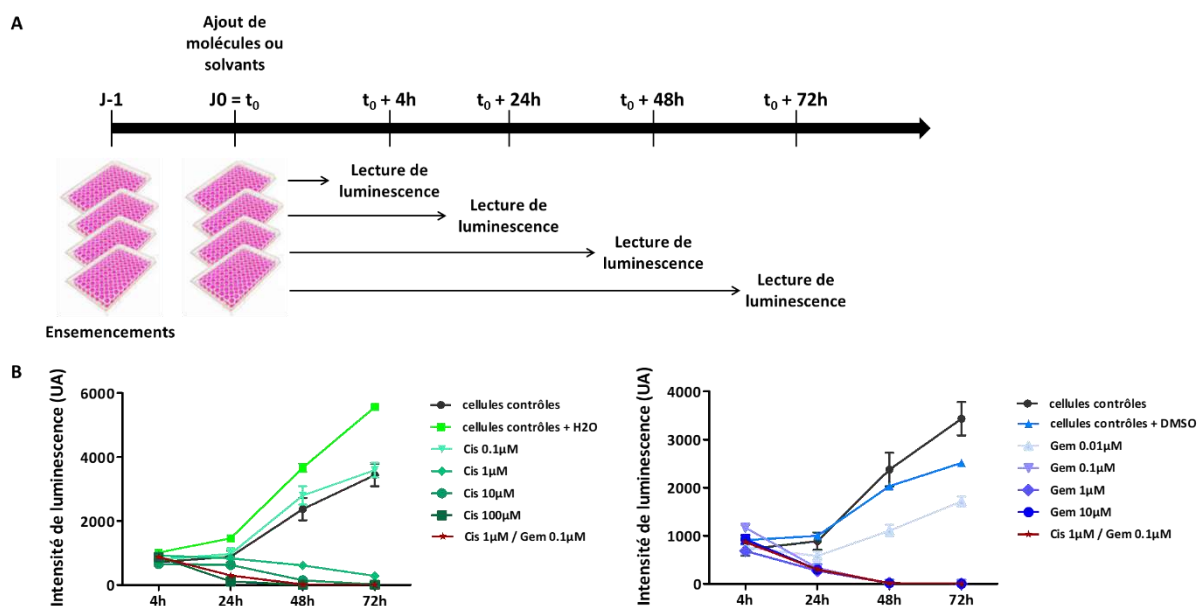 A
Ajout de
molécules ou
solvants
J-1
J0 = t₀
t₀ + 4h
t₀ + 24h
t₀ + 48h
t₀ + 72h
Lecture de
luminescence
Lecture de
luminescence
Lecture de
luminescence
Lecture de
luminescence
Ensemencements
B
Intensité de luminescence (UA)
6000
4000
2000
0
4h
24h
48h
72h
cellules contrôles
cellules contrôles + H2O
Cis 0.1µM
Cis 1µM
Cis 10µM
Cis 100µM
Cis 1µM / Gem 0.1µM
Intensité de luminescence (UA)
4000
3000
2000
1000
0
4h
24h
48h
72h
cellules contrôles
cellules contrôles + DMSO
Gem 0.01µM
Gem 0.1µM
Gem 1µM
Gem 10µM
Cis 1µM / Gem 0.1µM